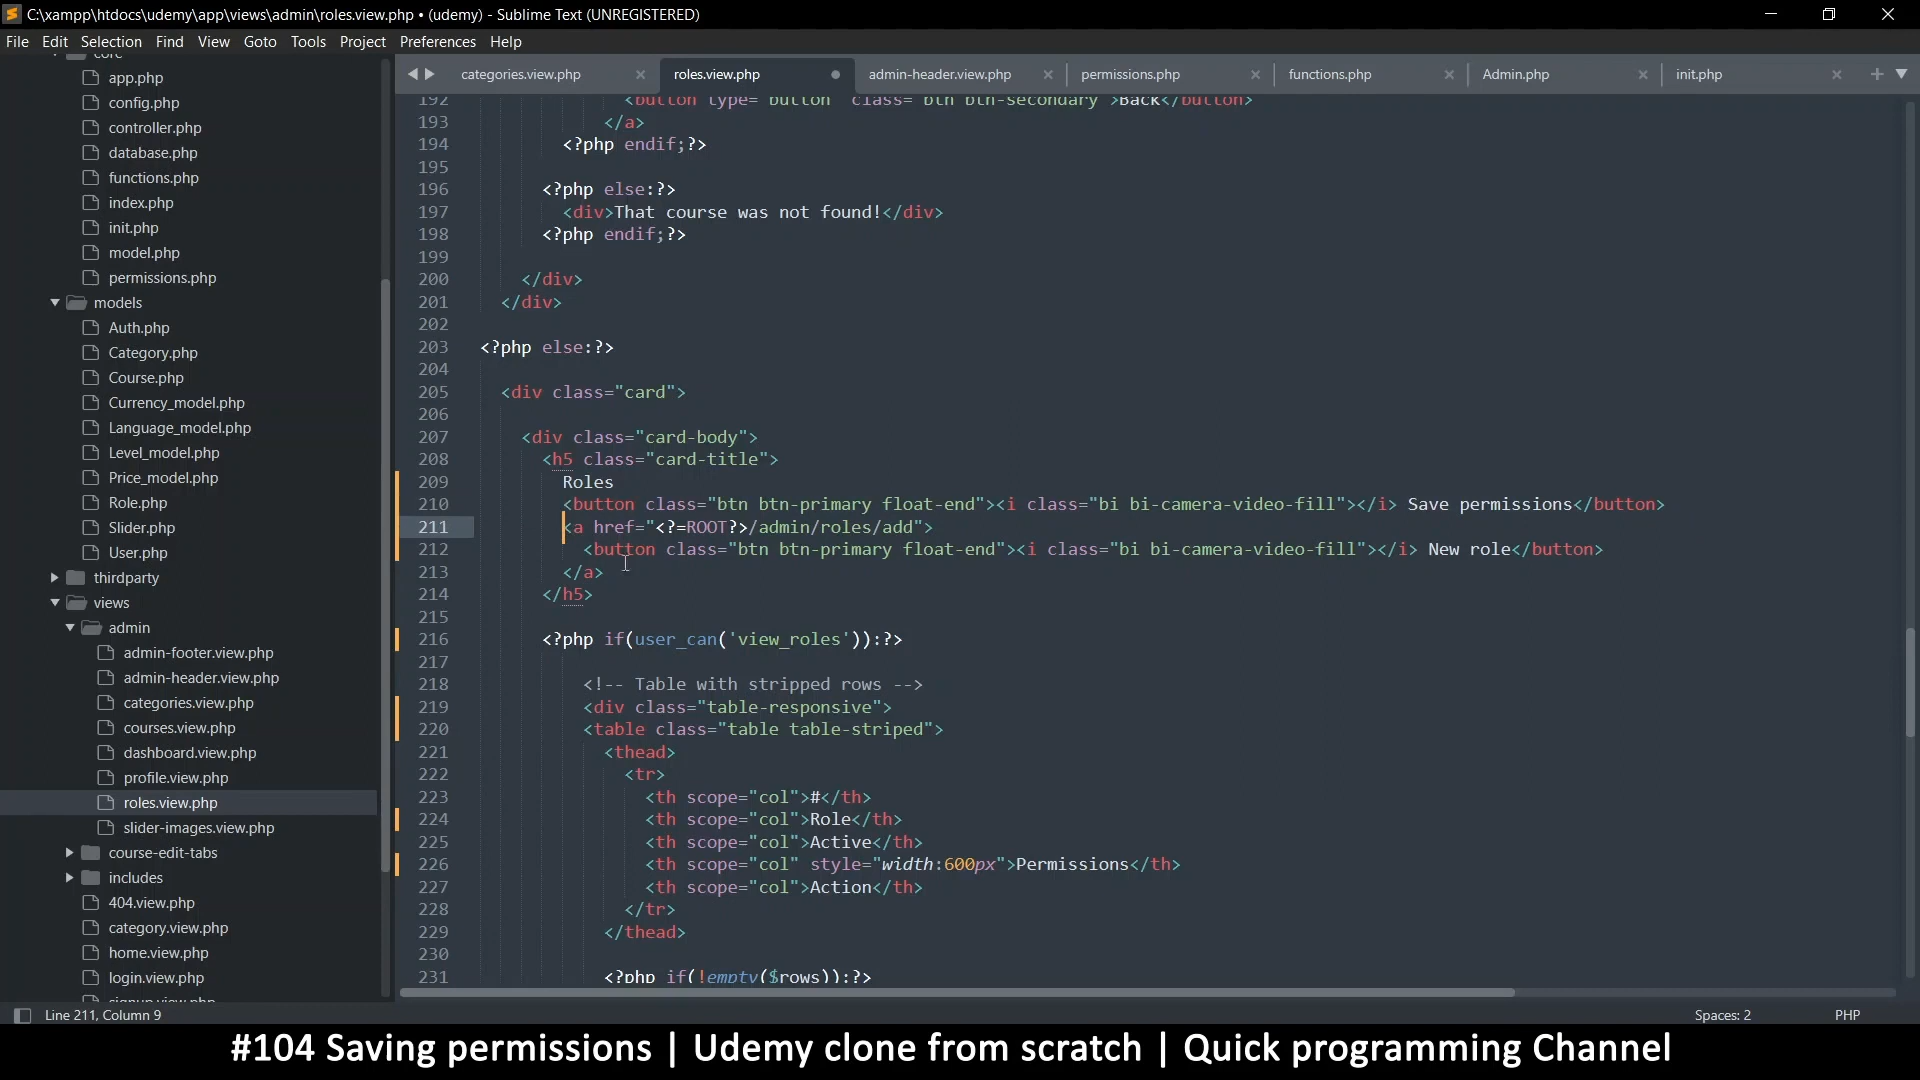 C:\xampp\htdocs\udemy\app\views\admin\roles.view.php • (udemy) - Sublime Text (UNREGISTERED)
File Edit Selection Find View Goto Tools Project Preferences Help
core
app.php
config.php
controller.php
database.php
functions.php
index.php
init.php
model.php
permissions.php
models
Auth.php
Category.php
Course.php
Currency_model.php
Language_model.php
Level_model.php
Price_model.php
Role.php
Slider.php
User.php
thirdparty
views
admin
admin-footer.view.php
admin-header.view.php
categories.view.php
courses.view.php
dashboard.view.php
profile.view.php
roles.view.php
slider-images.view.php
course-edit-tabs
includes
404.view.php
category.view.php
home.view.php
login.view.php
signup.view.php
categories.view.php roles.view.php admin-header.view.php permissions.php functions.php Admin.php init.php
192 <button type="button" class="btn btn-secondary">Back</button>
193 </a>
194 <?php endif;?>
195
196 <?php else:?>
197 <div>That course was not found!</div>
198 <?php endif;?>
199
200 </div>
201 </div>
202
203 <?php else:?>
204
205 <div class="card">
206
207 <div class="card-body">
208 <h5 class="card-title">
209 Roles
210 <button class="btn btn-primary float-end"><i class="bi bi-camera-video-fill"></i> Save permissions</button>
211 <a href="<?=ROOT?>/admin/roles/add">
212 <button class="btn btn-primary float-end"><i class="bi bi-camera-video-fill"></i> New role</button>
213 </a>
214 </h5>
215
216 <?php if(user_can('view_roles')):?>
217
218 <!-- Table with stripped rows -->
219 <div class="table-responsive">
220 <table class="table table-striped">
221 <thead>
222 <tr>
223 <th scope="col">#</th>
224 <th scope="col">Role</th>
225 <th scope="col">Active</th>
226 <th scope="col" style="width:600px">Permissions</th>
227 <th scope="col">Action</th>
228 </tr>
229 </thead>
230
231 <?php if(!empty($rows)):?>
Line 211, Column 9 Spaces: 2 PHP
#104 Saving permissions | Udemy clone from scratch | Quick programming Channel